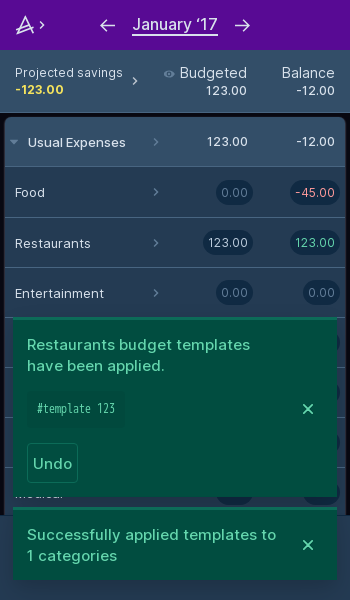 January ‘17
Projected savings
-123.00
Budgeted
123.00
Balance
-12.00
Usual Expenses 123.00 -12.00
Food 0.00 -45.00
Restaurants 123.00 123.00
Entertainment 0.00 0.00
Restaurants budget templates
have been applied.
#template 123
Undo
Successfully applied templates to
1 categories